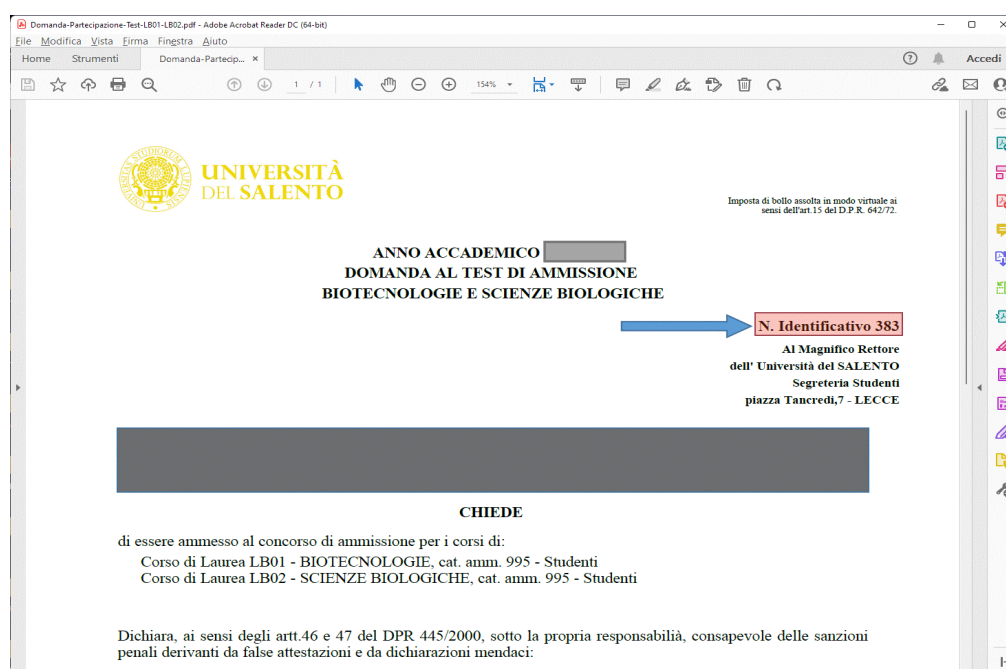 Domanda-Partecipazione-Test-LB01-LB02.pdf - Adobe Acrobat Reader DC (64-bit)
File Modifica Vista Firma Finestra Aiuto
Home Strumenti Domanda-Partecip... × Accedi
1 / 1 154%
UNIVERSITÀ
DEL SALENTO
Imposta di bollo assolta in modo virtuale ai
sensi dell'art.15 del D.P.R. 642/72.
ANNO ACCADEMICO
DOMANDA AL TEST DI AMMISSIONE
BIOTECNOLOGIE E SCIENZE BIOLOGICHE
N. Identificativo 383
Al Magnifico Rettore
dell' Università del SALENTO
Segreteria Studenti
piazza Tancredi,7 - LECCE
CHIEDE
di essere ammesso al concorso di ammissione per i corsi di:
Corso di Laurea LB01 - BIOTECNOLOGIE, cat. amm. 995 - Studenti
Corso di Laurea LB02 - SCIENZE BIOLOGICHE, cat. amm. 995 - Studenti
Dichiara, ai sensi degli artt.46 e 47 del DPR 445/2000, sotto la propria responsabilià, consapevole delle sanzioni
penali derivanti da false attestazioni e da dichiarazioni mendaci: